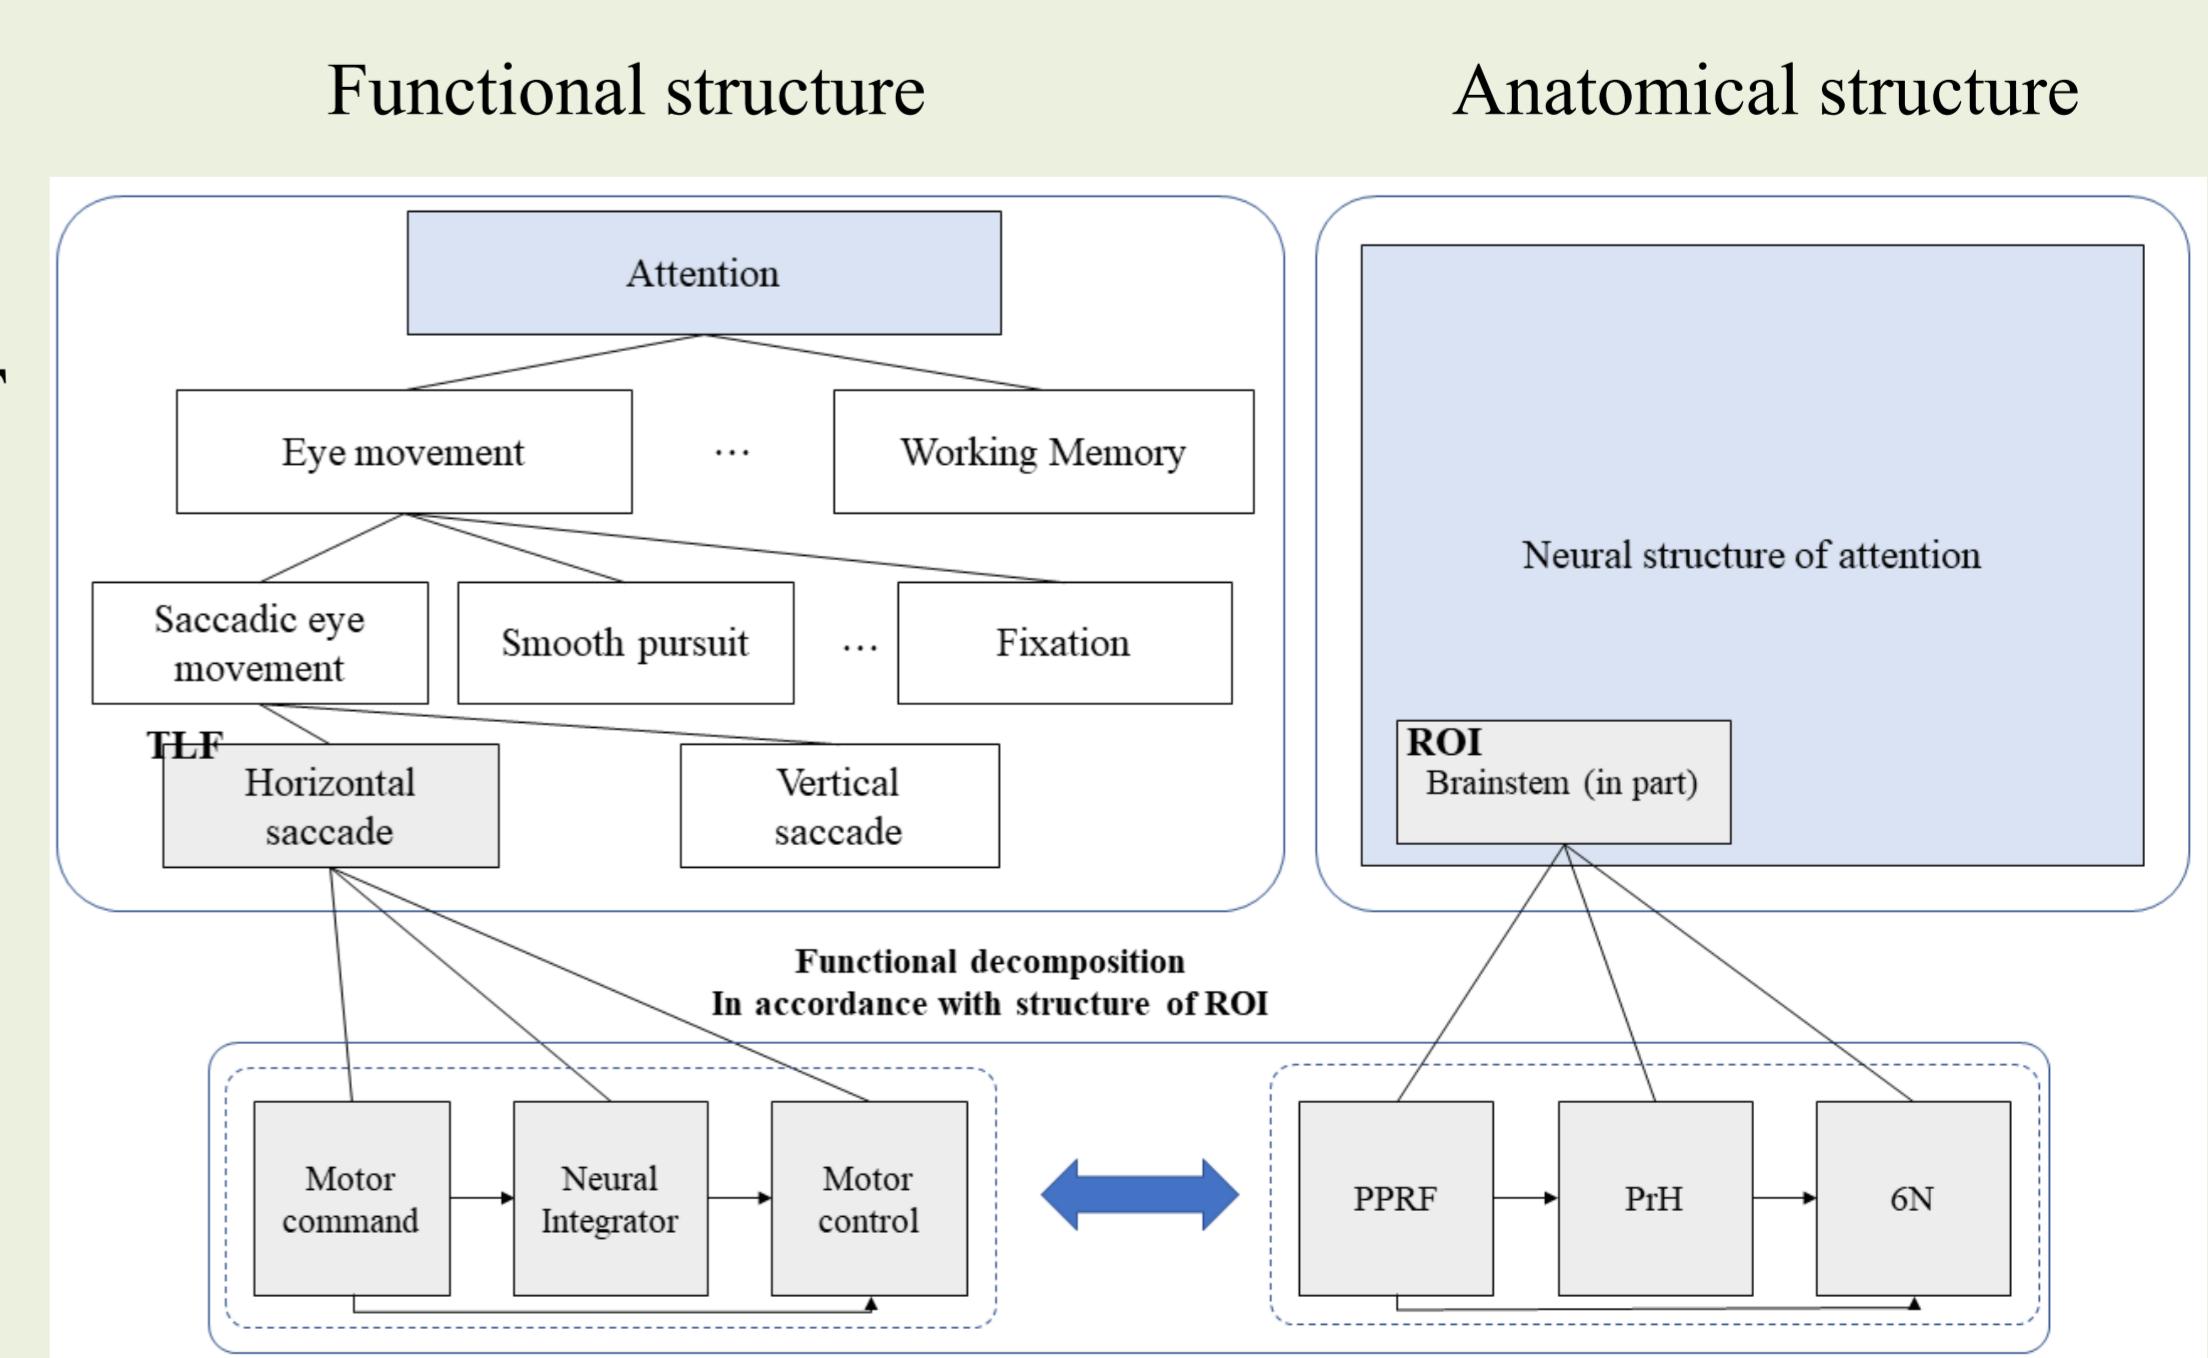 Functional structure
Anatomical structure
Attention
Eye movement
...
Working Memory
Saccadic eye
movement
Smooth pursuit
...
Fixation
TLF
Horizontal
saccade
Vertical
saccade
Neural structure of attention
ROI
Brainstem (in part)
Functional decomposition
In accordance with structure of ROI
Motor
command
Neural
Integrator
Motor
control
PPRF
PrH
6N